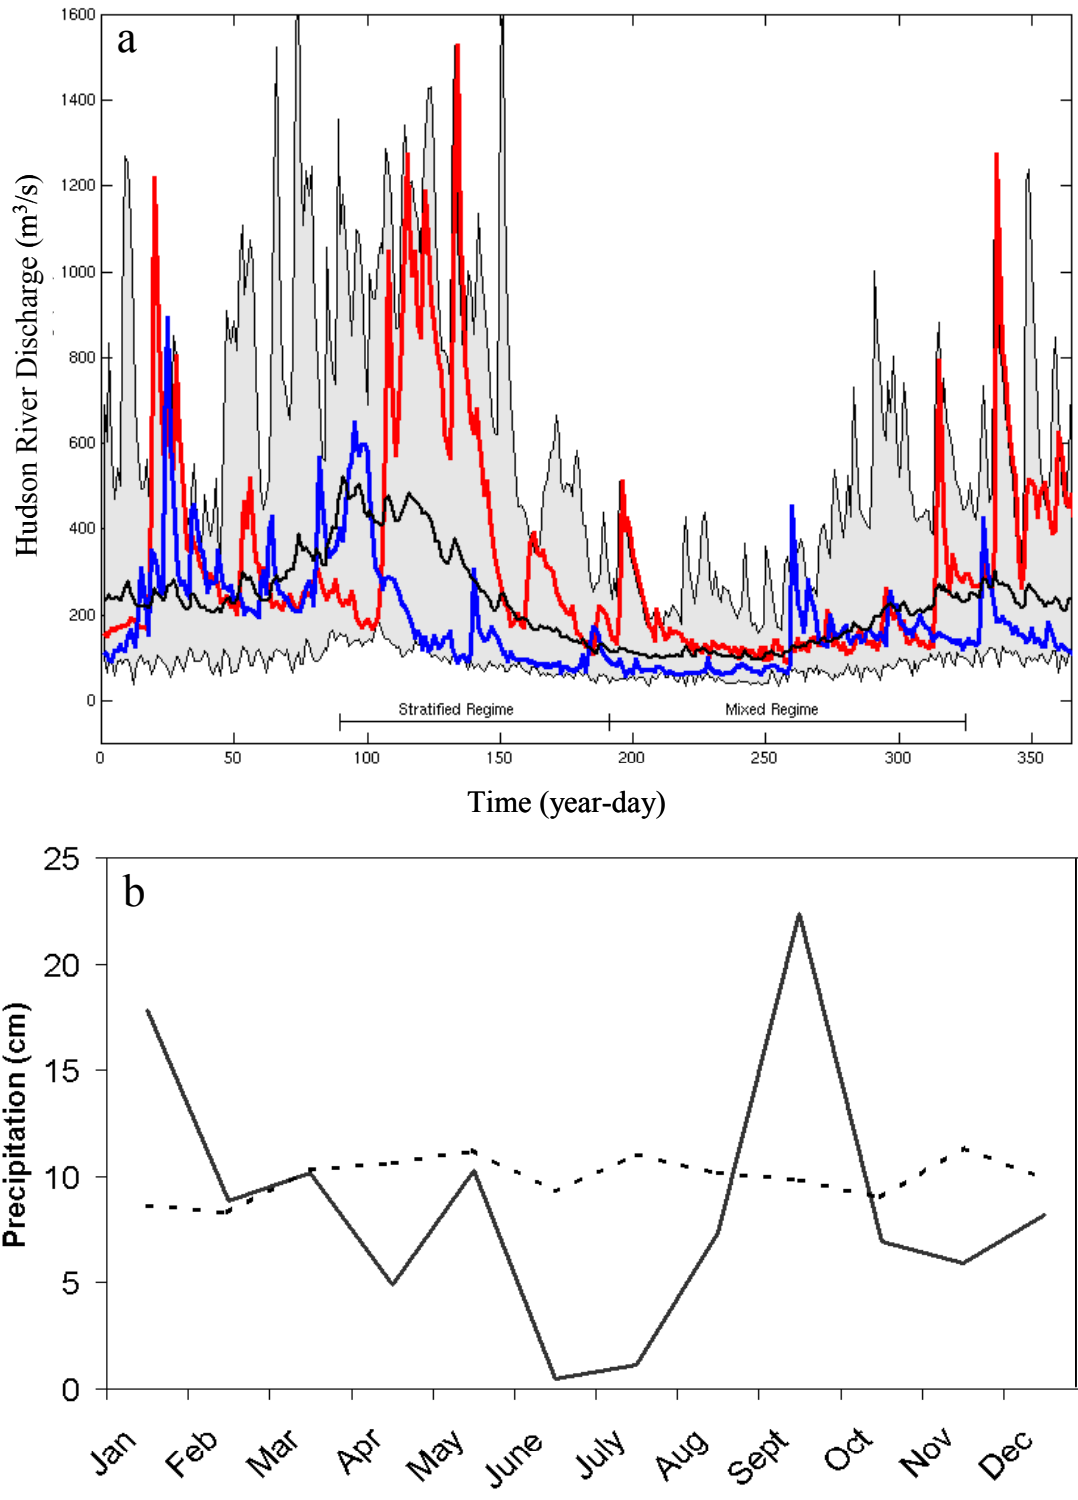 a
Hudson River Discharge (m³/s)
1600
1400
1200
1000
800
600
400
200
0
Stratified Regime
Mixed Regime
0 50 100 150 200 250 300 350
Time (year-day)
b
Precipitation (cm)
25
20
15
10
5
0
Jan Feb Mar Apr May June July Aug Sept Oct Nov Dec